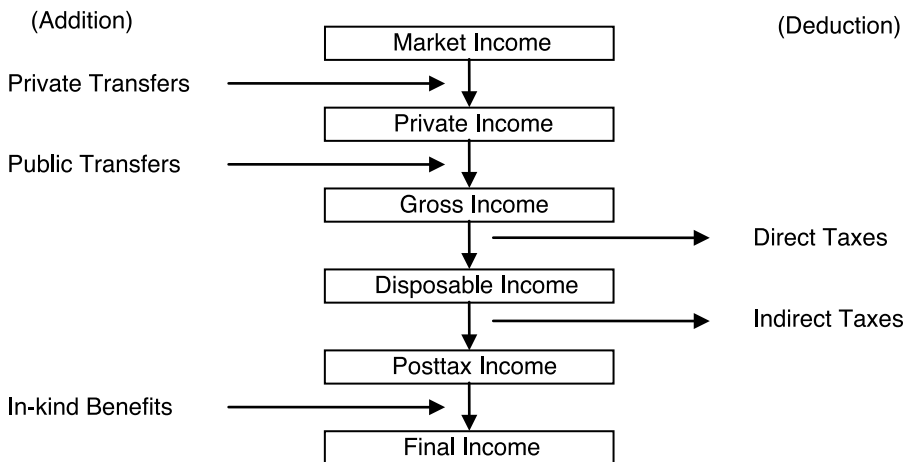 (Addition)
(Deduction)
Market Income
Private Transfers
Private Income
Public Transfers
Gross Income
Direct Taxes
Disposable Income
Indirect Taxes
Posttax Income
In-kind Benefits
Final Income